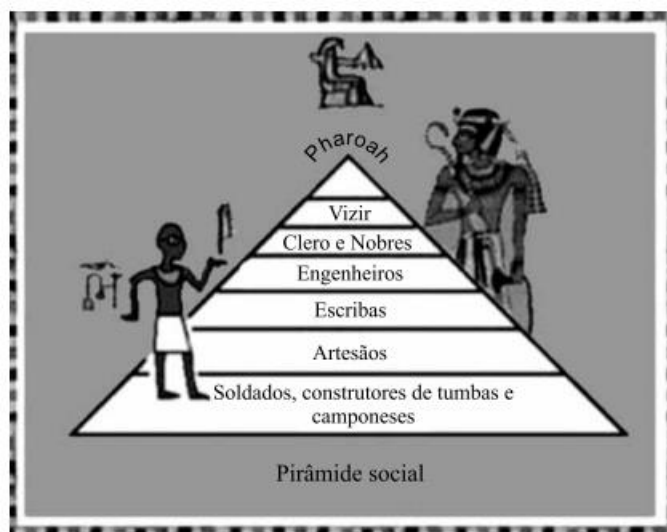 Pharoah
Vizir
Clero e Nobres
Engenheiros
Escribas
Artesãos
Soldados, construtores de tumbas e
camponeses
Pirâmide social